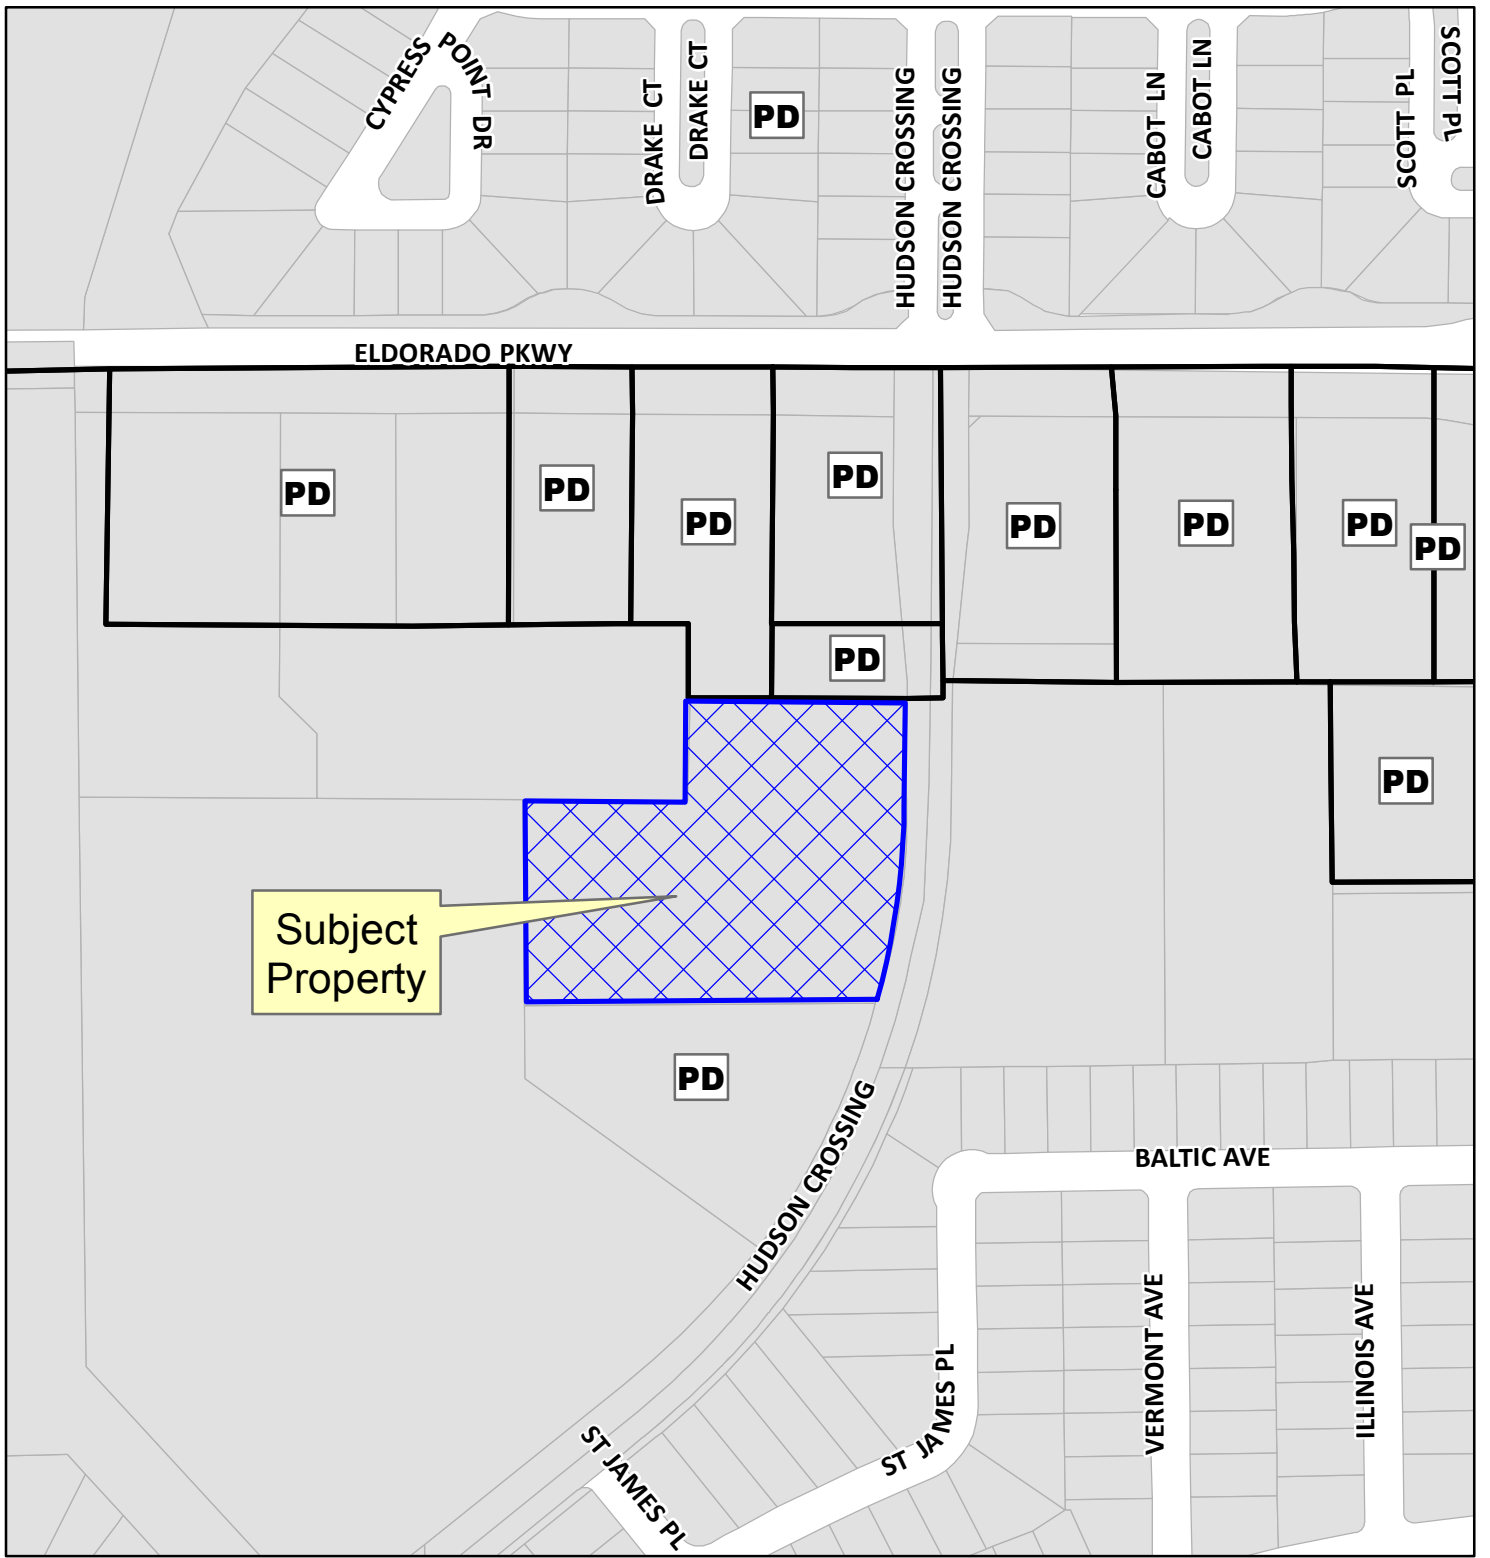 CYPRESS
POINT DR
DRAKE CT
DRAKE CT
PD
HUDSON CROSSING
HUDSON CROSSING
CABOT LN
CABOT LN
SCOTT PL
SCOTT PL
ELDORADO PKWY
PD
PD
PD
PD
PD
PD
PD
PD
PD
PD
Subject
Property
PD
HUDSON CROSSING
BALTIC AVE
VERMONT AVE
ILLINOIS AVE
ST JAMES PL
ST JAMES PL